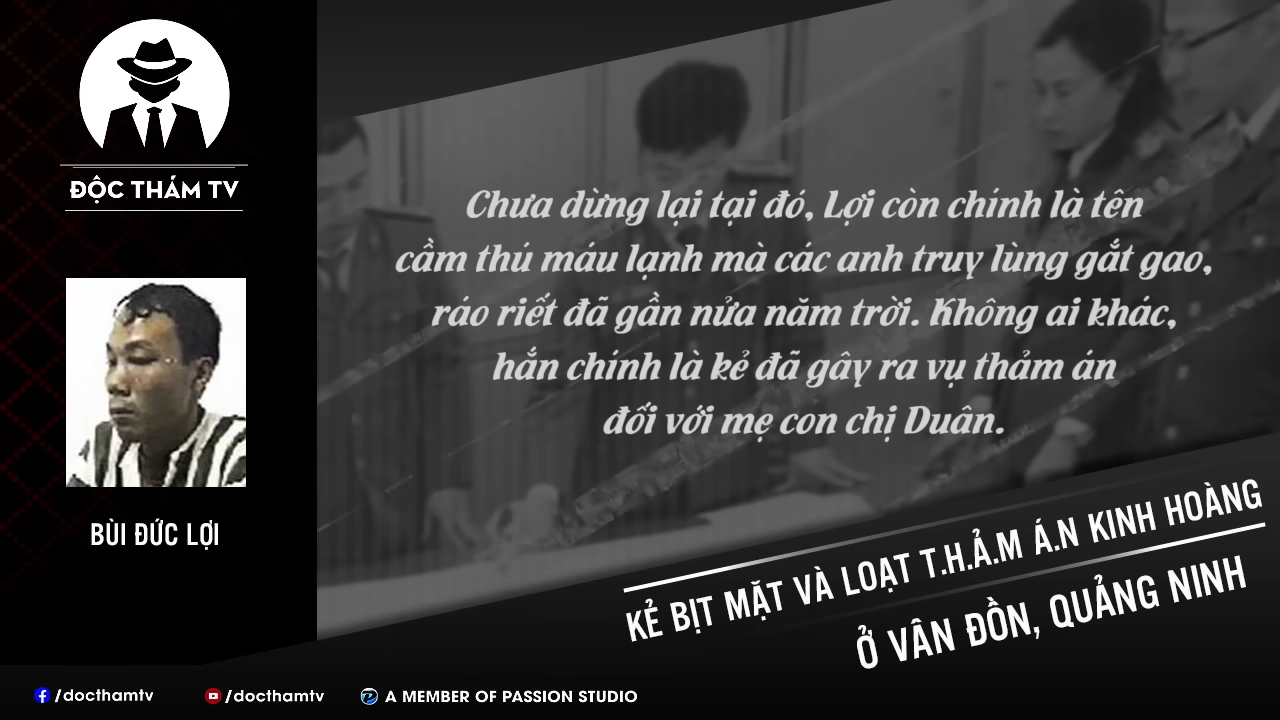 ĐỘC THÁM TV
BÙI ĐỨC LỢI
Chưa dừng lại tại đó, Lợi còn chính là tên
cầm thú máu lạnh mà các anh truy lùng gắt gao,
ráo riết đã gần nửa năm trời. Không ai khác,
hắn chính là kẻ đã gây ra vụ thảm án
đối với mẹ con chị Duân.
KẺ BỊT MẶT VÀ LOẠT T.H.Ả.M Á.N KINH HOÀNG
Ở VÂN ĐỒN, QUẢNG NINH
/docthamtv
/docthamtv
A MEMBER OF PASSION STUDIO